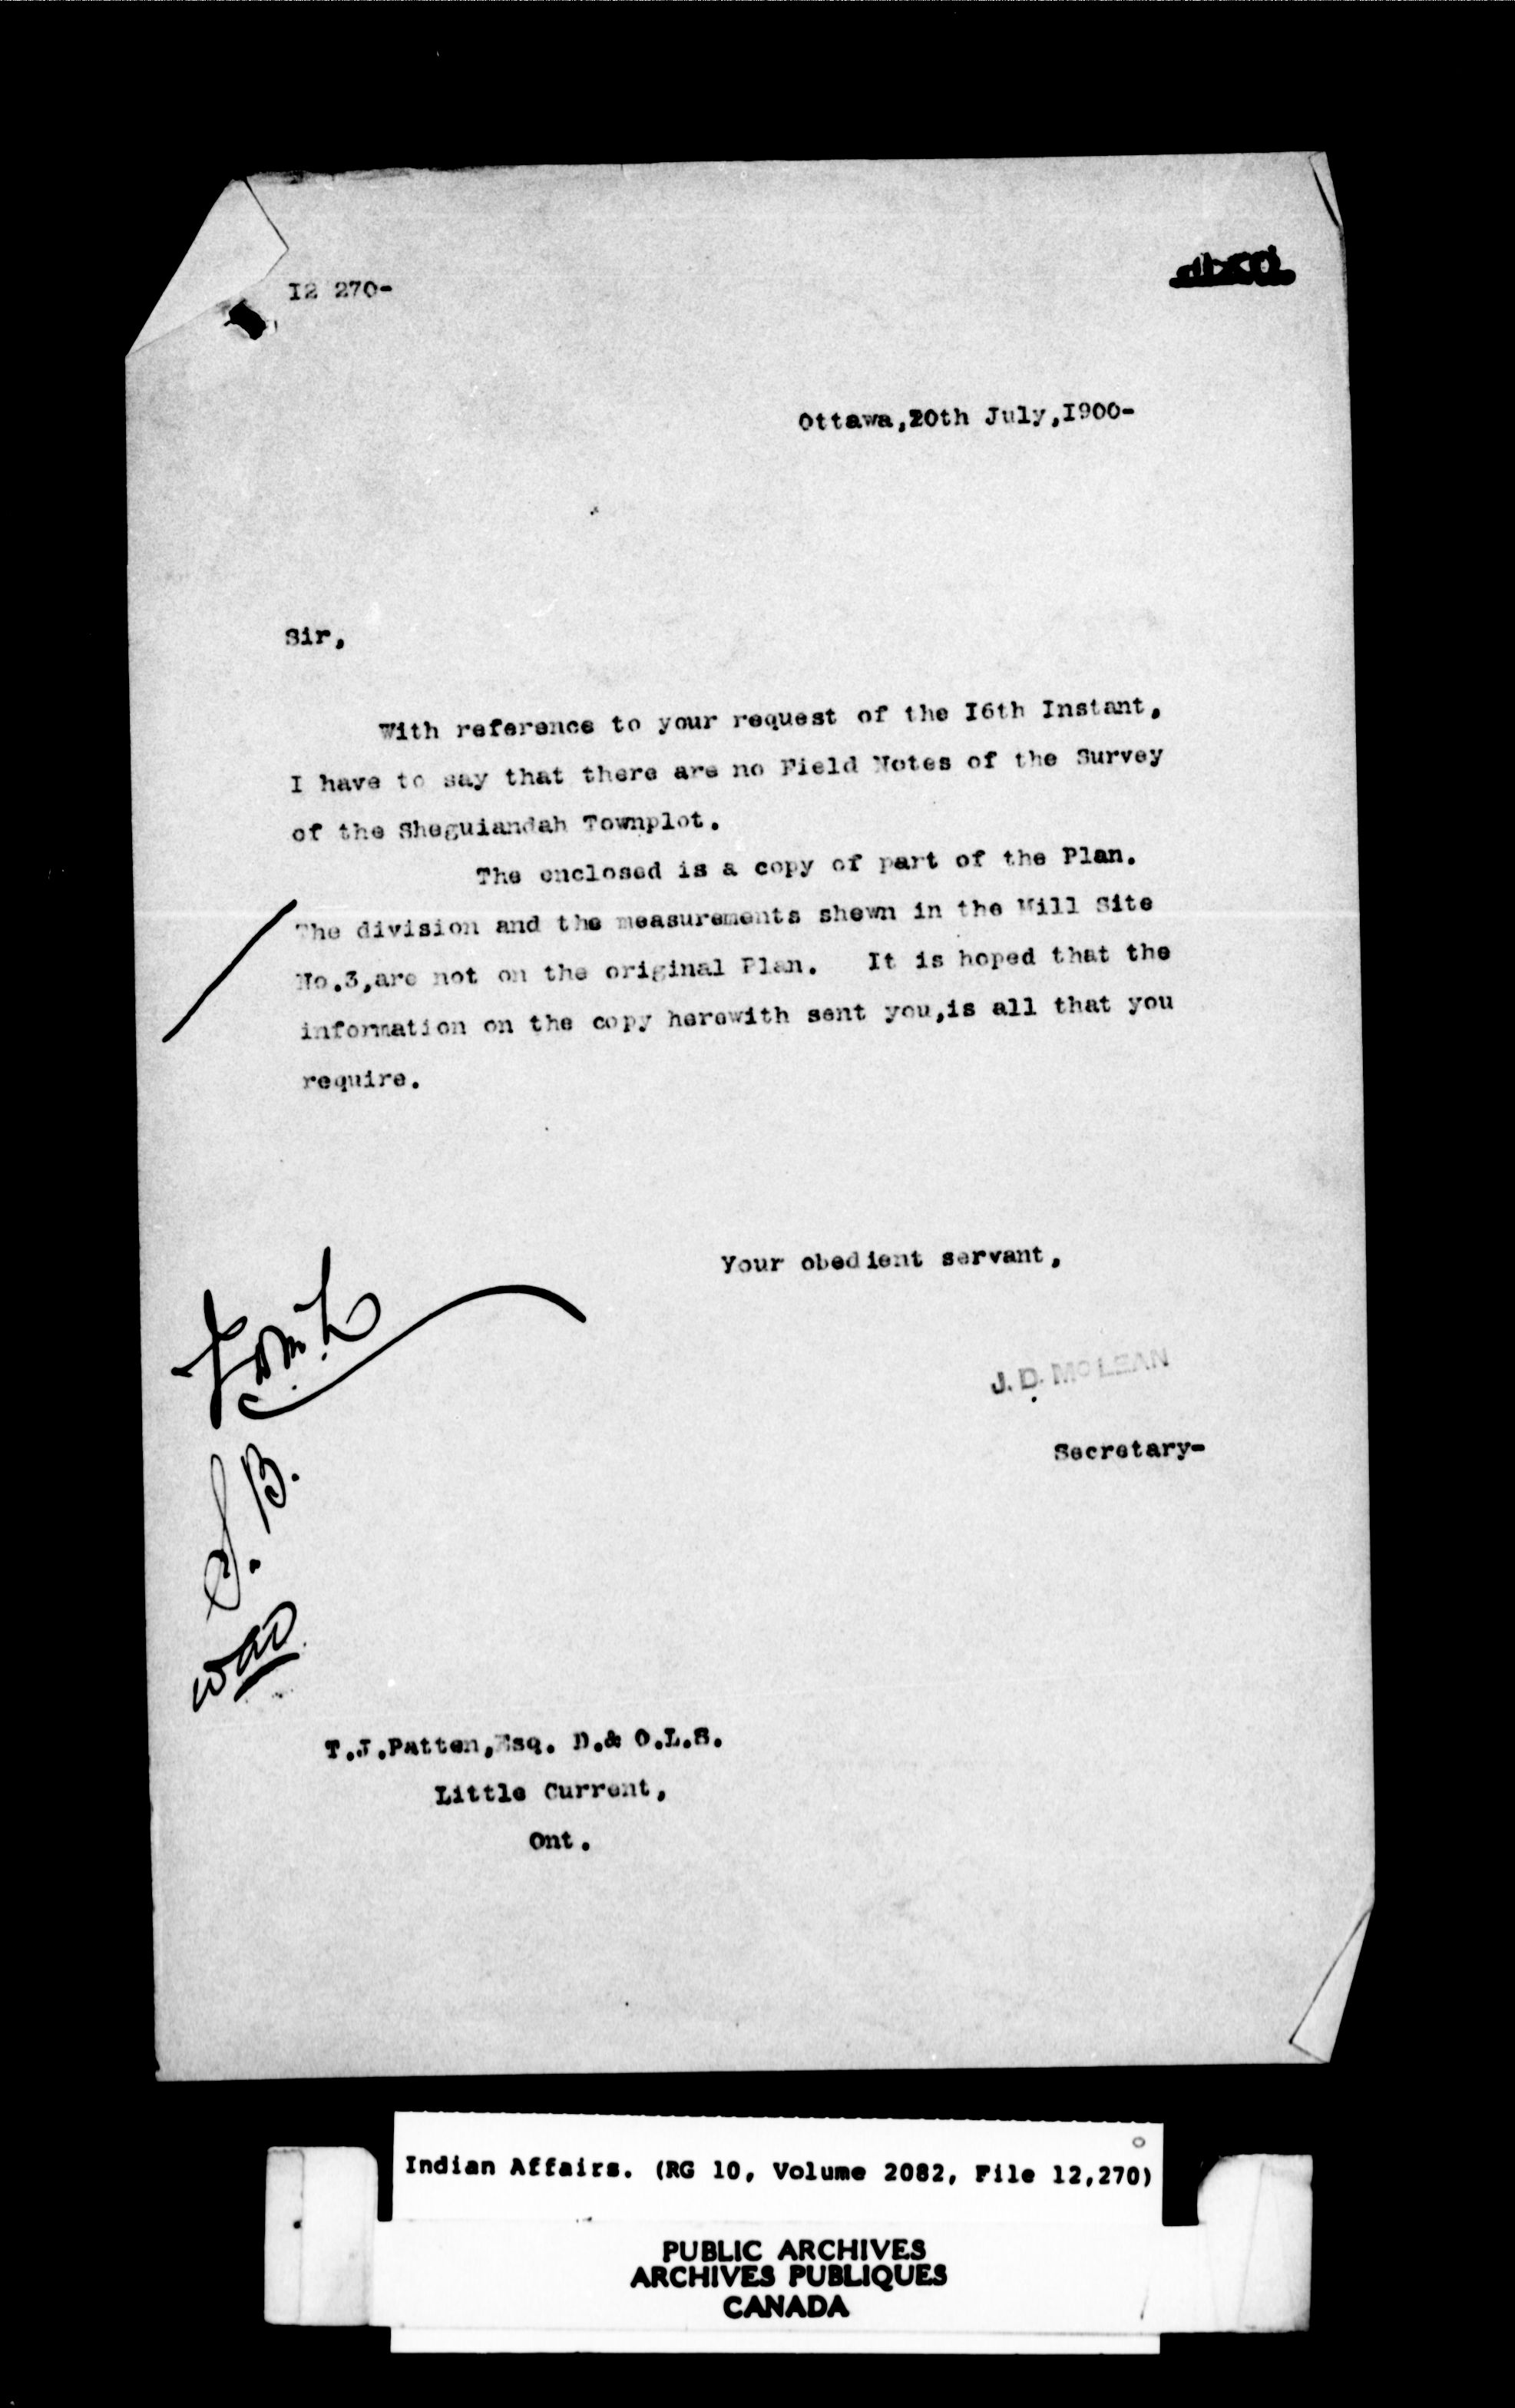 I2 270-
Ottawa,20th July,I900-
Sir,
With reference to your request of the I6th Instant,
I have to say that there are no Field Notes of the Survey
of the Sheguiandah Townplot.
The enclosed is a copy of part of the Plan.
The division and the measurements shewn in the Mill Site
No.3,are not on the original Plan. It is hoped that the
information on the copy herewith sent you,is all that you
require.
Your obedient servant,
J. D. McLEAN
Secretary-
S. B.
T.J.Patten,Esq. D.& O.L.S.
Little Current,
Ont.
Indian Affairs. (RG 10, Volume 2082, File 12,270)
PUBLIC ARCHIVES
ARCHIVES PUBLIQUES
CANADA